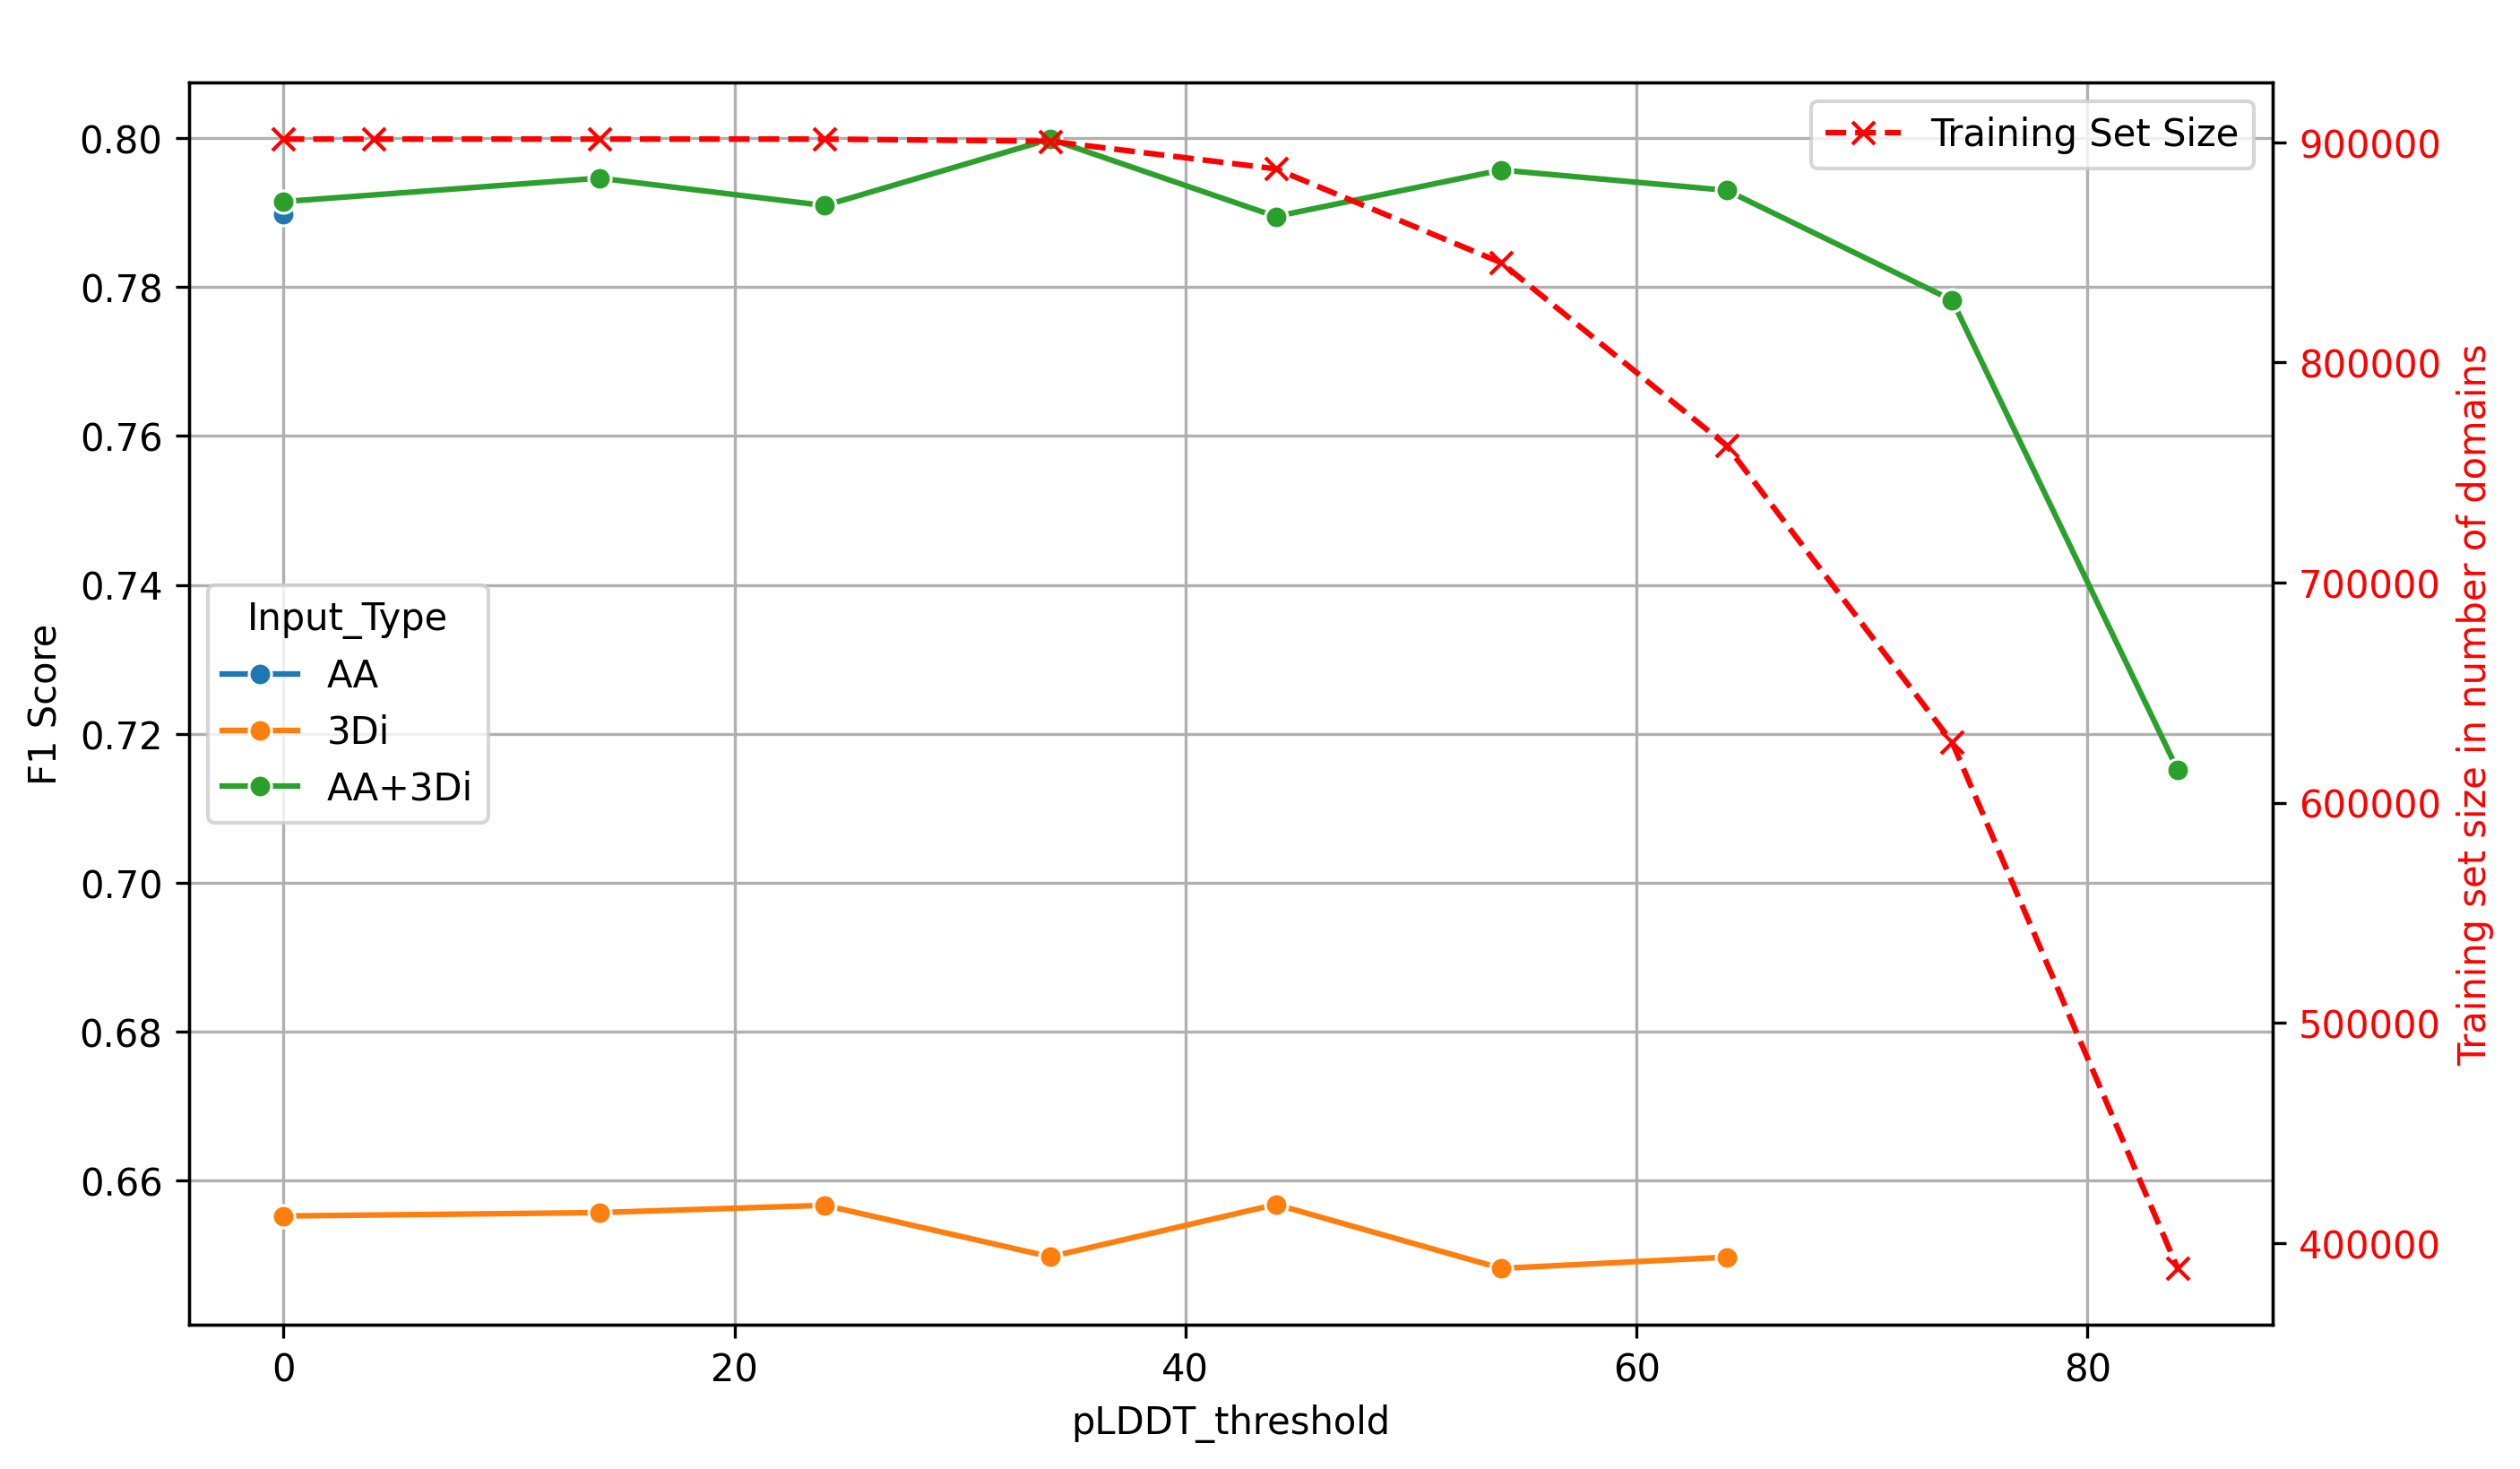 Training Set Size
0.80
0.78
0.76
0.74
0.72
0.70
0.68
0.66
F1 Score
Input_Type
AA
3Di
AA+3Di
900000
800000
700000
600000
500000
400000
Training set size in number of domains
0 20 40 60 80
pLDDT_threshold